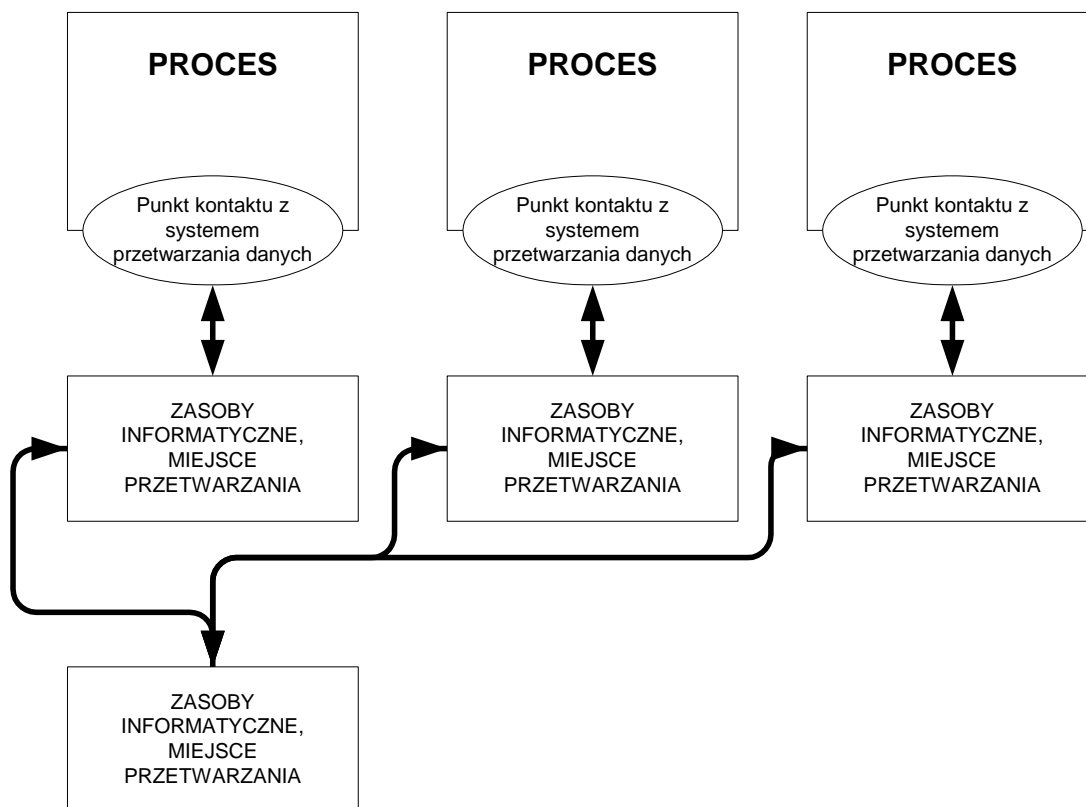 PROCES
PROCES
PROCES
Punkt kontaktu z
systemem
przetwarzania danych
Punkt kontaktu z
systemem
przetwarzania danych
Punkt kontaktu z
systemem
przetwarzania danych
ZASOBY
INFORMATYCZNE,
MIEJSCE
PRZETWARZANIA
ZASOBY
INFORMATYCZNE,
MIEJSCE
PRZETWARZANIA
ZASOBY
INFORMATYCZNE,
MIEJSCE
PRZETWARZANIA
ZASOBY
INFORMATYCZNE,
MIEJSCE
PRZETWARZANIA